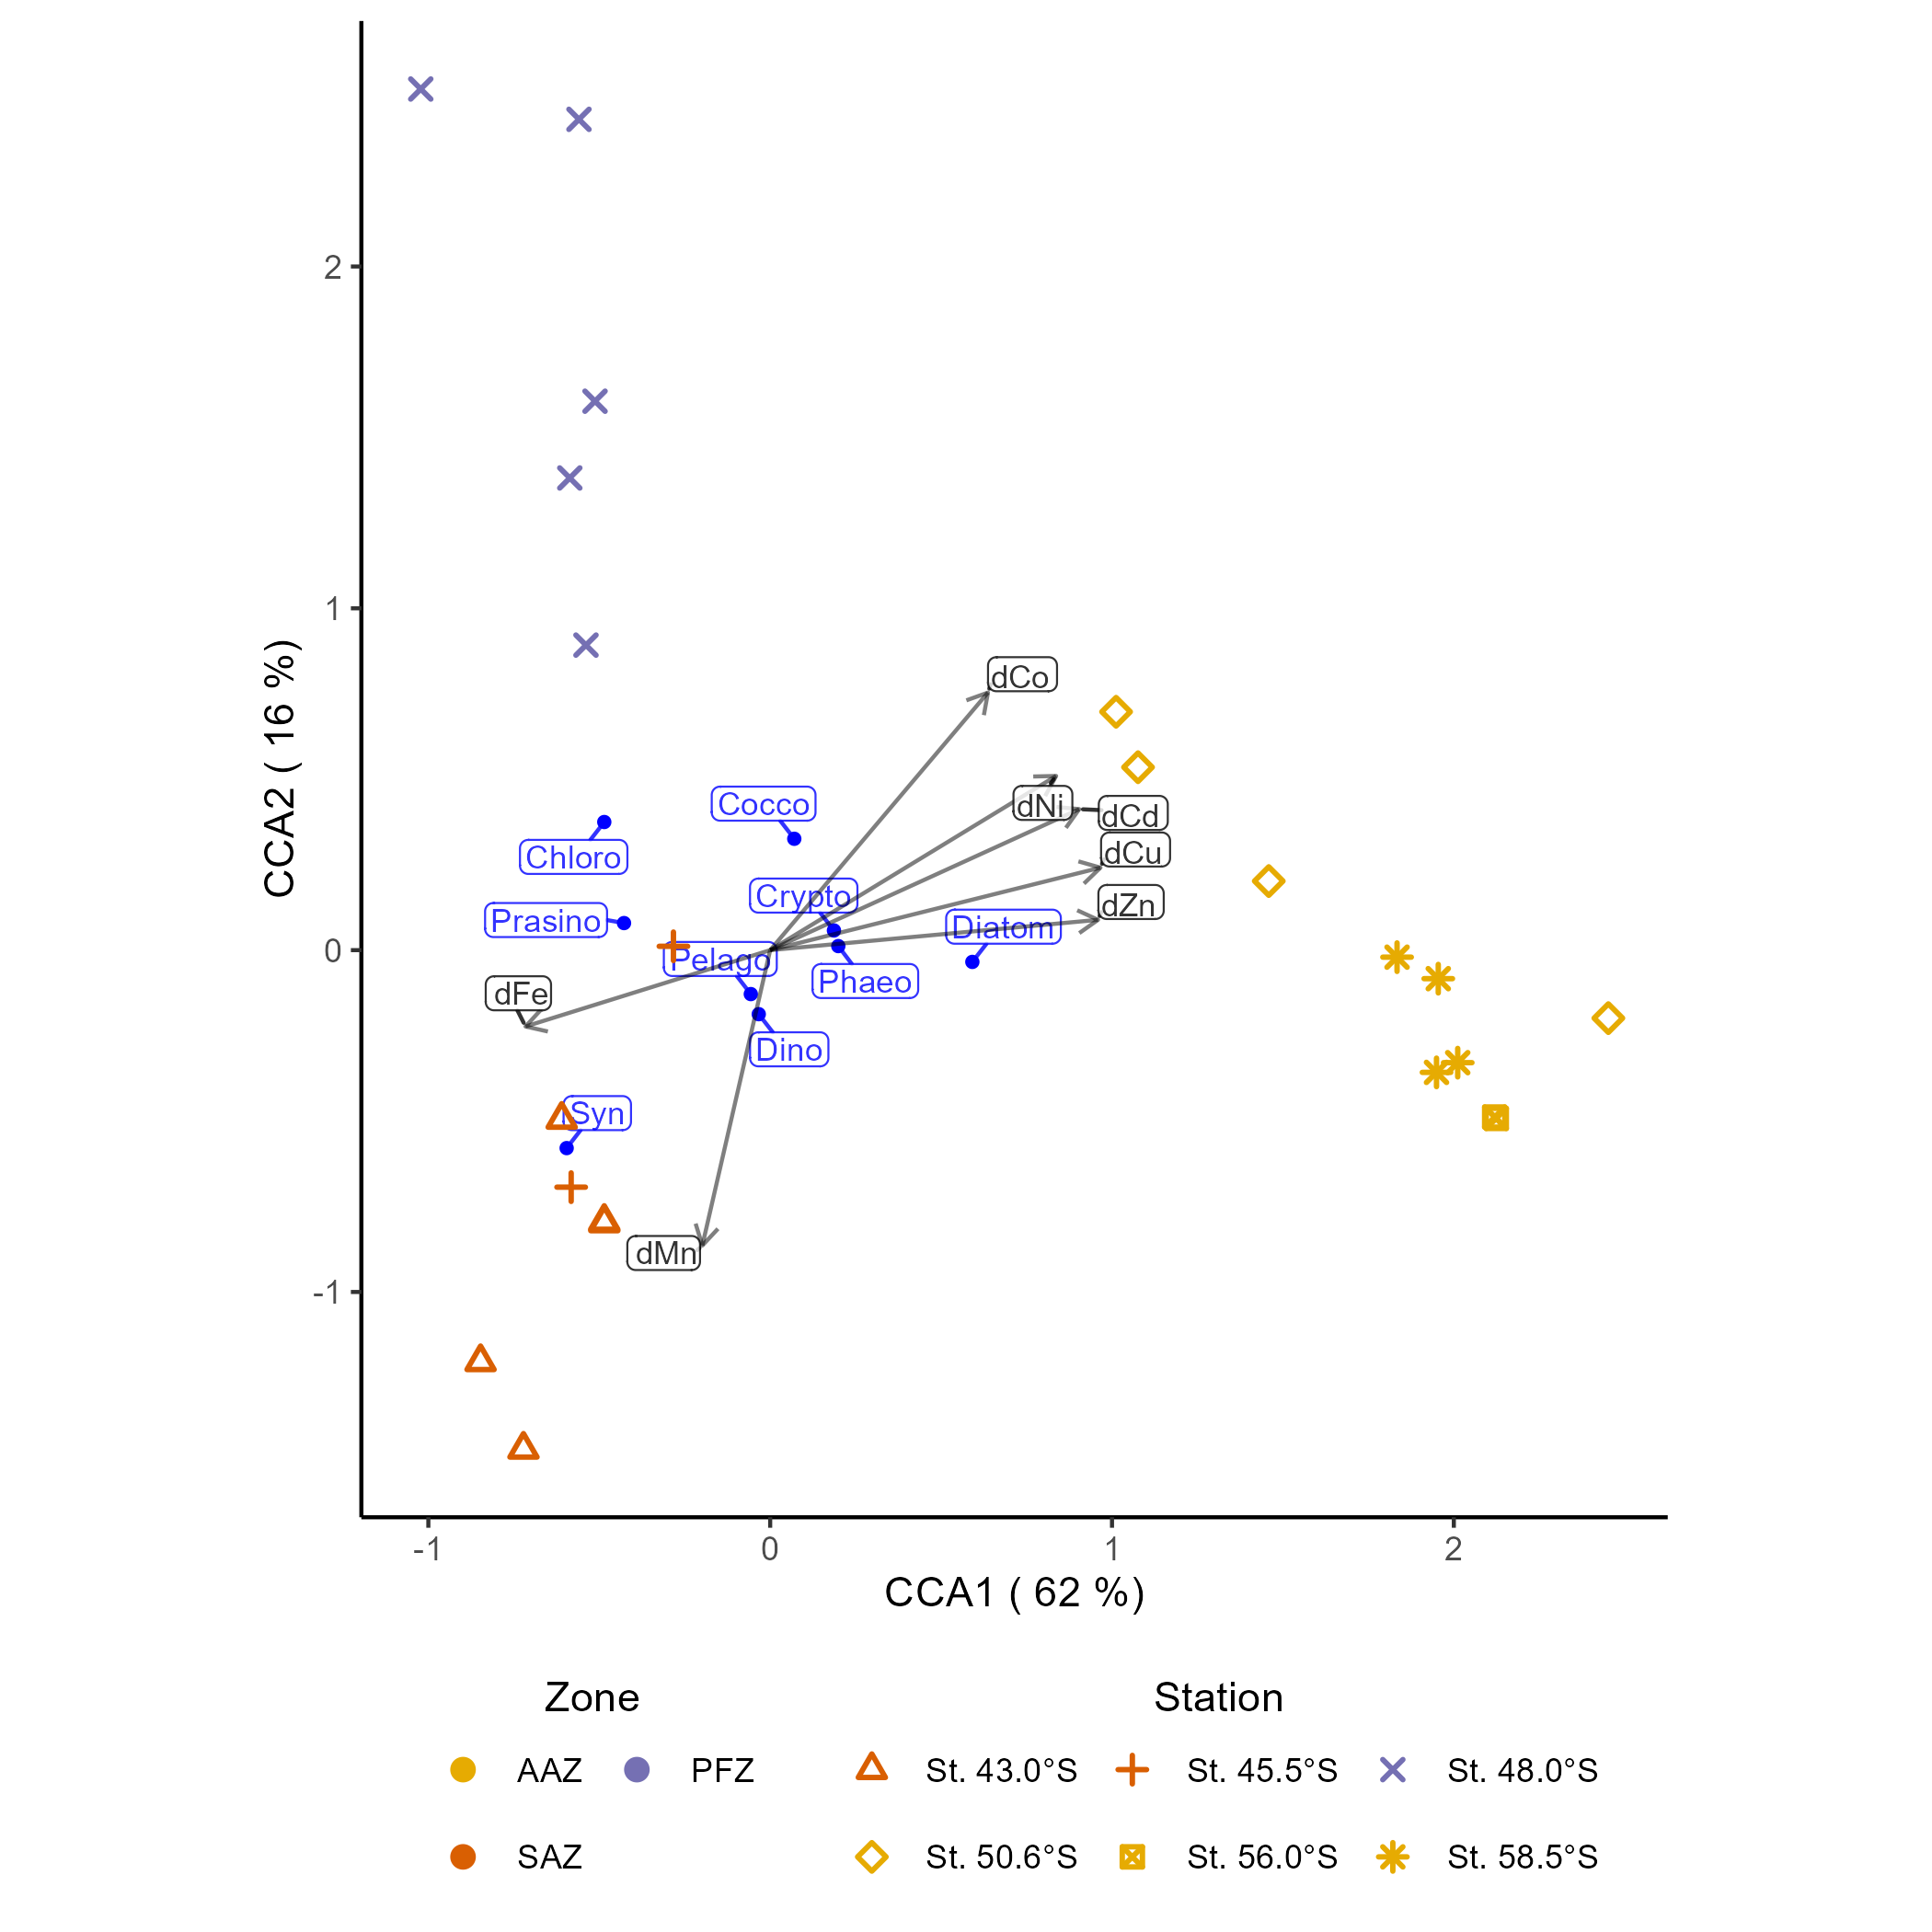 2
1
0
-1
CCA2 ( 16 %)
dCo
dNi
dCd
dCu
dZn
Cocco
Chloro
Crypto
Prasino
Diatom
Pelago
Phaeo
dFe
Dino
Syn
dMn
-1 0 1 2
CCA1 ( 62 %)
Zone
AAZ PFZ
SAZ
Station
St. 43.0°S St. 45.5°S St. 48.0°S
St. 50.6°S St. 56.0°S St. 58.5°S